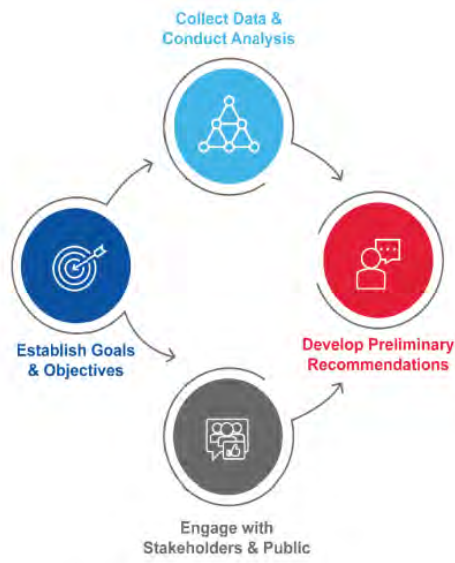 Collect Data &
Conduct Analysis
Establish Goals
& Objectives
Develop Preliminary
Recommendations
Engage with
Stakeholders & Public